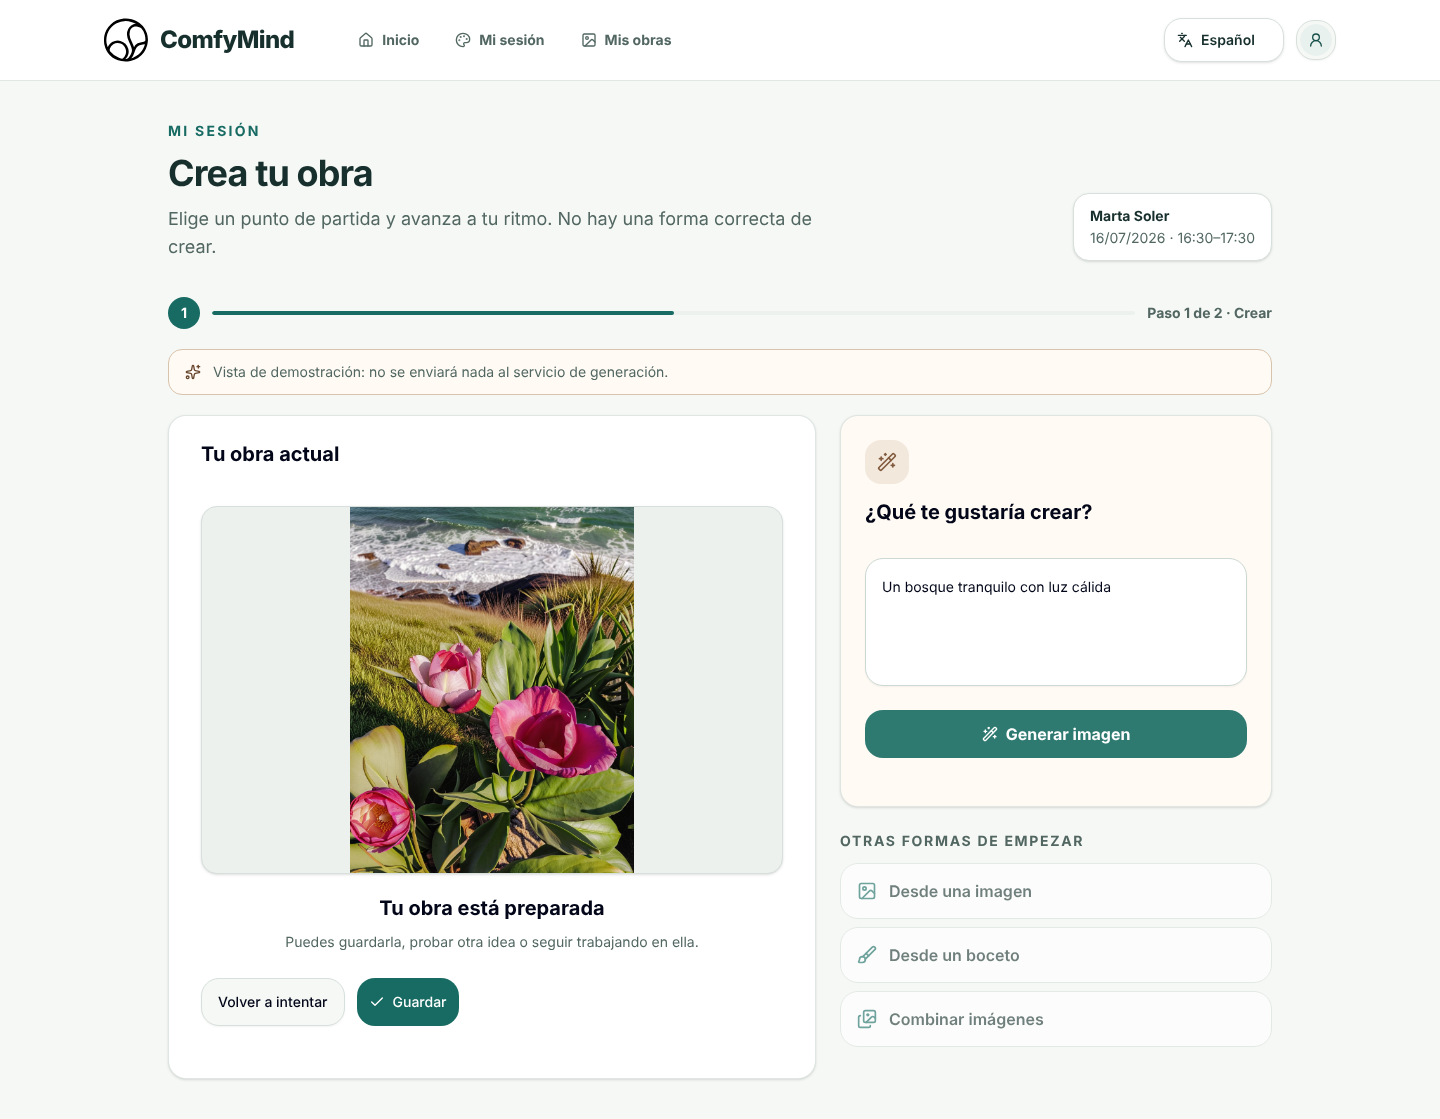 ComfyMind
Inicio
Mi sesión
Mis obras
Español
MI SESIÓN
Crea tu obra
Elige un punto de partida y avanza a tu ritmo. No hay una forma correcta de
crear.
Marta Soler
16/07/2026 · 16:30–17:30
1
Paso 1 de 2 · Crear
Vista de demostración: no se enviará nada al servicio de generación.
Tu obra actual
Tu obra está preparada
Puedes guardarla, probar otra idea o seguir trabajando en ella.
Volver a intentar
Guardar
¿Qué te gustaría crear?
Un bosque tranquilo con luz cálida
Generar imagen
OTRAS FORMAS DE EMPEZAR
Desde una imagen
Desde un boceto
Combinar imágenes